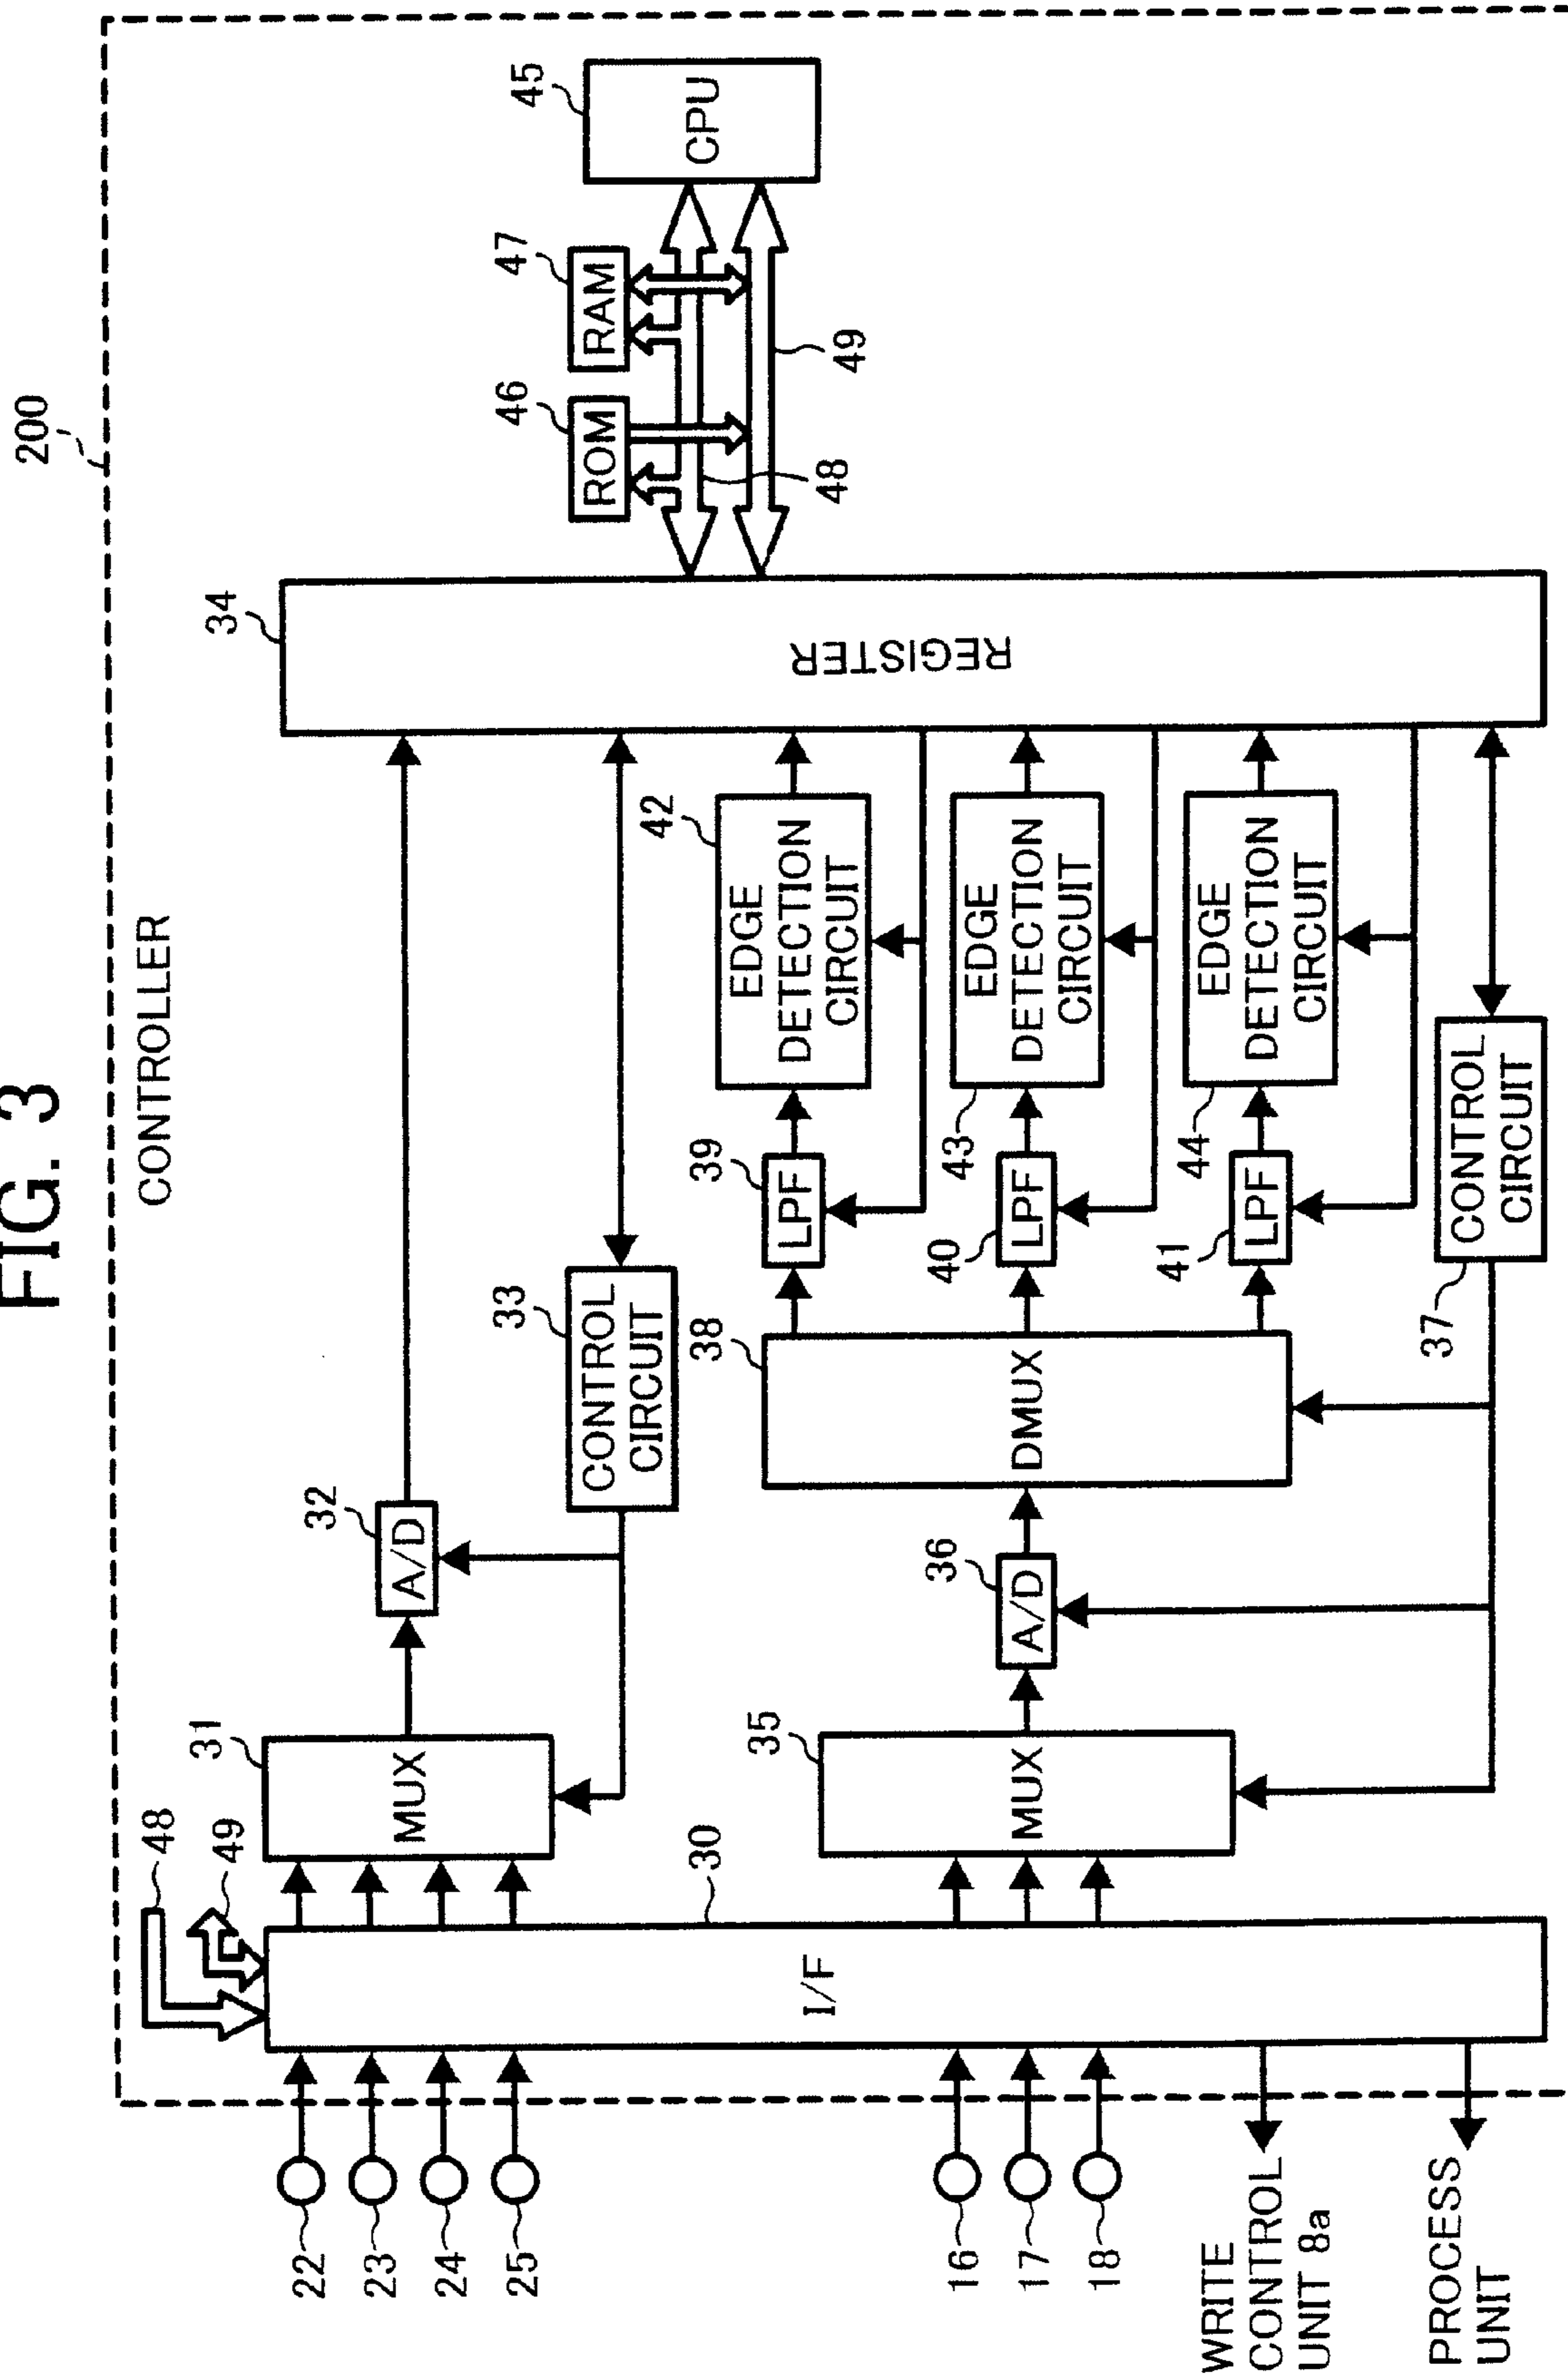 FIG. 3
200
CONTROLLER
48
49
22
23
24
25
16
17
18
WRITE
CONTROL
UNIT 8a
PROCESS
UNIT
30
I/F
31
MUX
32
A/D
33
CONTROL
CIRCUIT
35
MUX
36
A/D
38
DMUX
39
LPF
40
LPF
41
LPF
42
EDGE
DETECTION
CIRCUIT
43
EDGE
DETECTION
CIRCUIT
44
EDGE
DETECTION
CIRCUIT
37
CONTROL
CIRCUIT
34
REGISTER
46
ROM
47
RAM
48
49
45
CPU